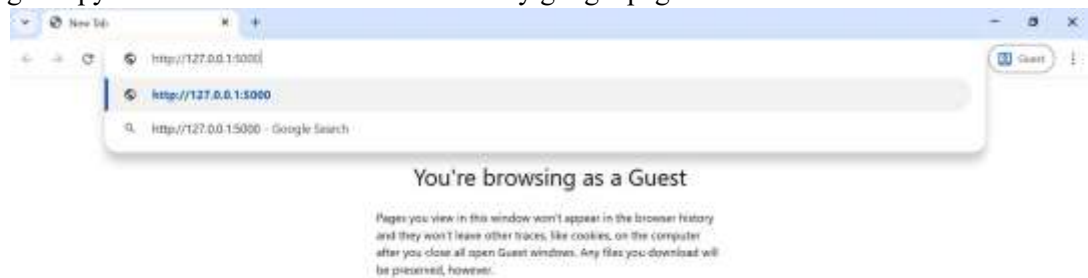 New Tab
http://127.0.0.1:5000
Guest
http://127.0.0.1:5000
http://127.0.0.1:5000 - Google Search
You're browsing as a Guest
Pages you view in this window won't appear in the browser history
and they won't leave other traces, like cookies, on the computer
after you close all open Guest windows. Any files you download will
be preserved, however.